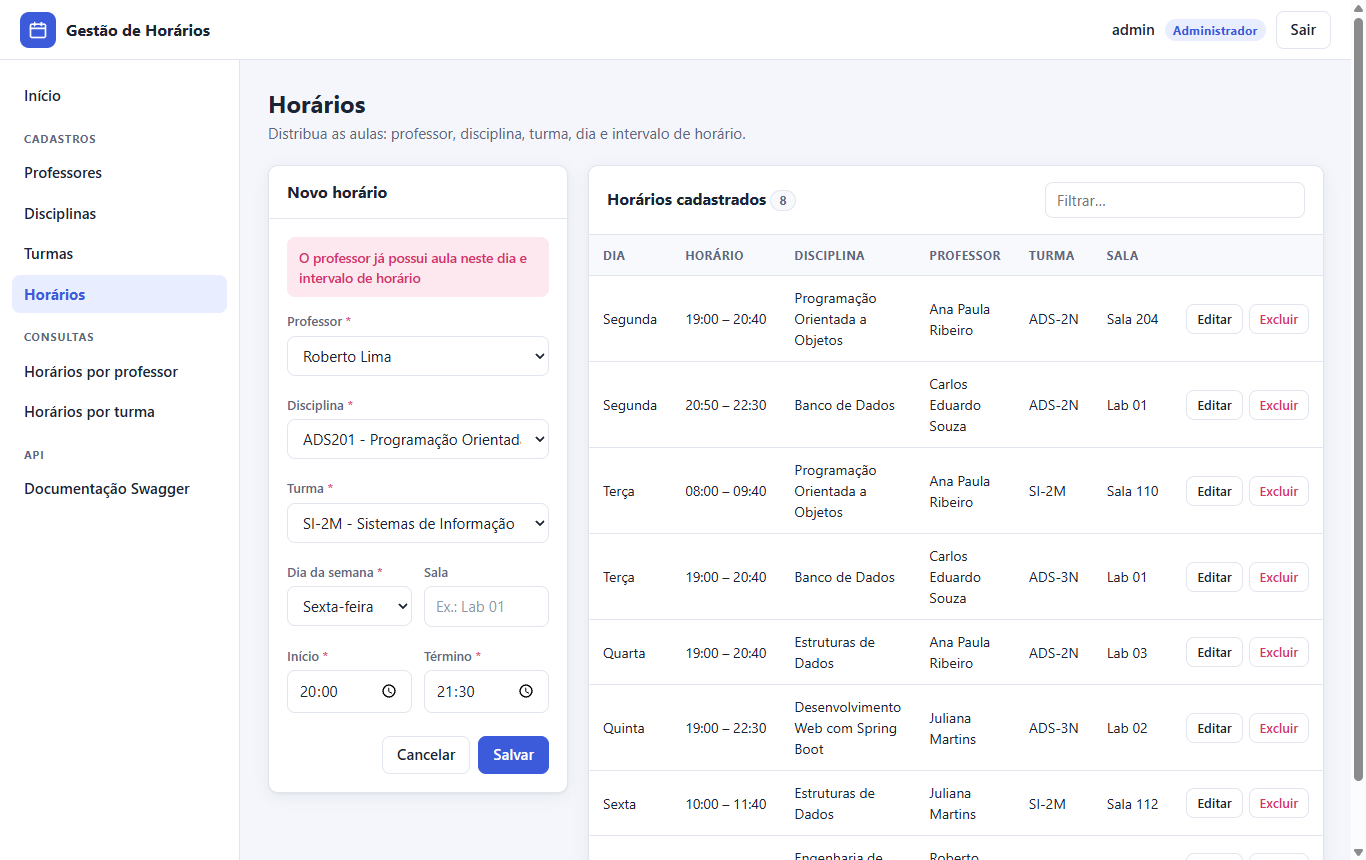 Gestão de Horários
admin Administrador Sair
Início
CADASTROS
Professores
Disciplinas
Turmas
Horários
CONSULTAS
Horários por professor
Horários por turma
API
Documentação Swagger
Horários
Distribua as aulas: professor, disciplina, turma, dia e intervalo de horário.
Novo horário
O professor já possui aula neste dia e
intervalo de horário
Professor *
Roberto Lima
Disciplina *
ADS201 - Programação Orientad
Turma *
SI-2M - Sistemas de Informação
Dia da semana * Sala
Sexta-feira Ex.: Lab 01
Início * Término *
20:00 21:30
Cancelar Salvar
Horários cadastrados 8 Filtrar...
DIA HORÁRIO DISCIPLINA PROFESSOR TURMA SALA
Segunda 19:00 – 20:40 Programação Orientada a Objetos Ana Paula Ribeiro ADS-2N Sala 204 Editar Excluir
Segunda 20:50 – 22:30 Banco de Dados Carlos Eduardo Souza ADS-2N Lab 01 Editar Excluir
Terça 08:00 – 09:40 Programação Orientada a Objetos Ana Paula Ribeiro SI-2M Sala 110 Editar Excluir
Terça 19:00 – 20:40 Banco de Dados Carlos Eduardo Souza ADS-3N Lab 01 Editar Excluir
Quarta 19:00 – 20:40 Estruturas de Dados Ana Paula Ribeiro ADS-2N Lab 03 Editar Excluir
Quinta 19:00 – 22:30 Desenvolvimento Web com Spring Boot Juliana Martins ADS-3N Lab 02 Editar Excluir
Sexta 10:00 – 11:40 Estruturas de Dados Juliana Martins SI-2M Sala 112 Editar Excluir
Engenharia de Roberto